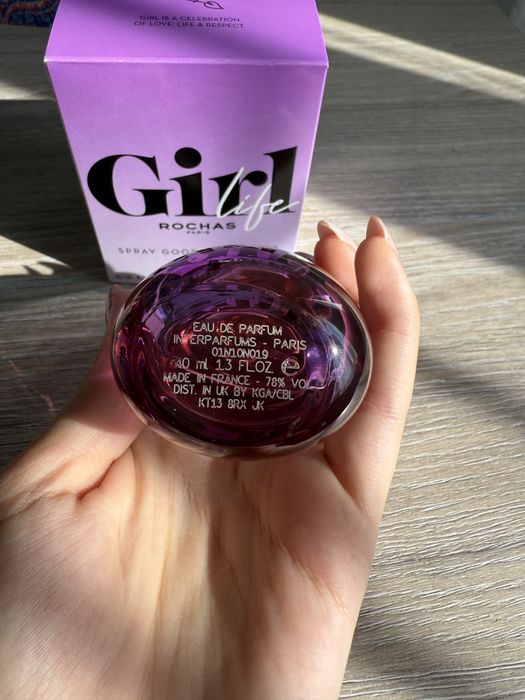 GIRL IS A CELEBRATION
OF LOVE, LIFE & RESPECT.
Girl
life
ROCHAS
PARIS
SPRAY GOO
EAU DE PARFUM
INTERPARFUMS - PARIS
01N10N019
40 ml 1.3 FL.OZ e
MADE IN FRANCE - 78% VOL
DIST. IN UK BY KGA/CBL
KT13 8RX UK